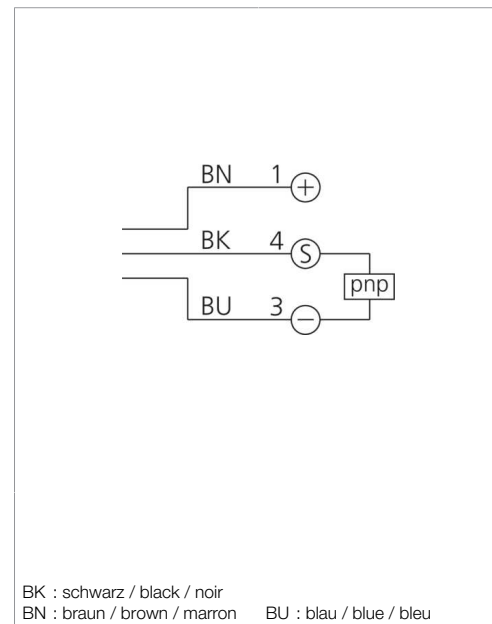 BN 1 +
BK 4 S
pnp
BU 3 −
BK : schwarz / black / noir
BN : braun / brown / marron BU : blau / blue / bleu